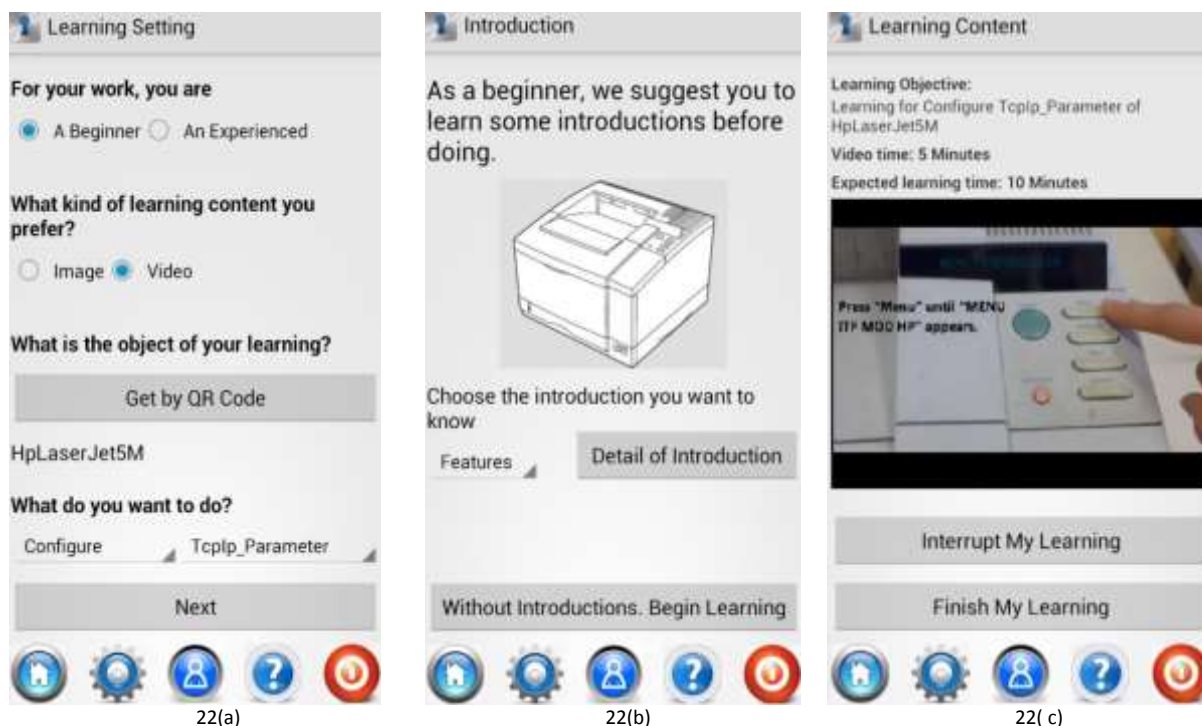 Learning Setting
For your work, you are
A Beginner
An Experienced
What kind of learning content you
prefer?
Image
Video
What is the object of your learning?
Get by QR Code
HpLaserJet5M
What do you want to do?
Configure
TcpIp_Parameter
Next
22(a)
Introduction
As a beginner, we suggest you to
learn some introductions before
doing.
Choose the introduction you want to
know
Features
Detail of Introduction
Without Introductions. Begin Learning
22(b)
Learning Content
Learning Objective:
Learning for Configure TcpIp_Parameter of
HpLaserJet5M
Video time: 5 Minutes
Expected learning time: 10 Minutes
Press "Menu" until "MENU
ITF MOD HP" appears.
Interrupt My Learning
Finish My Learning
22( c)